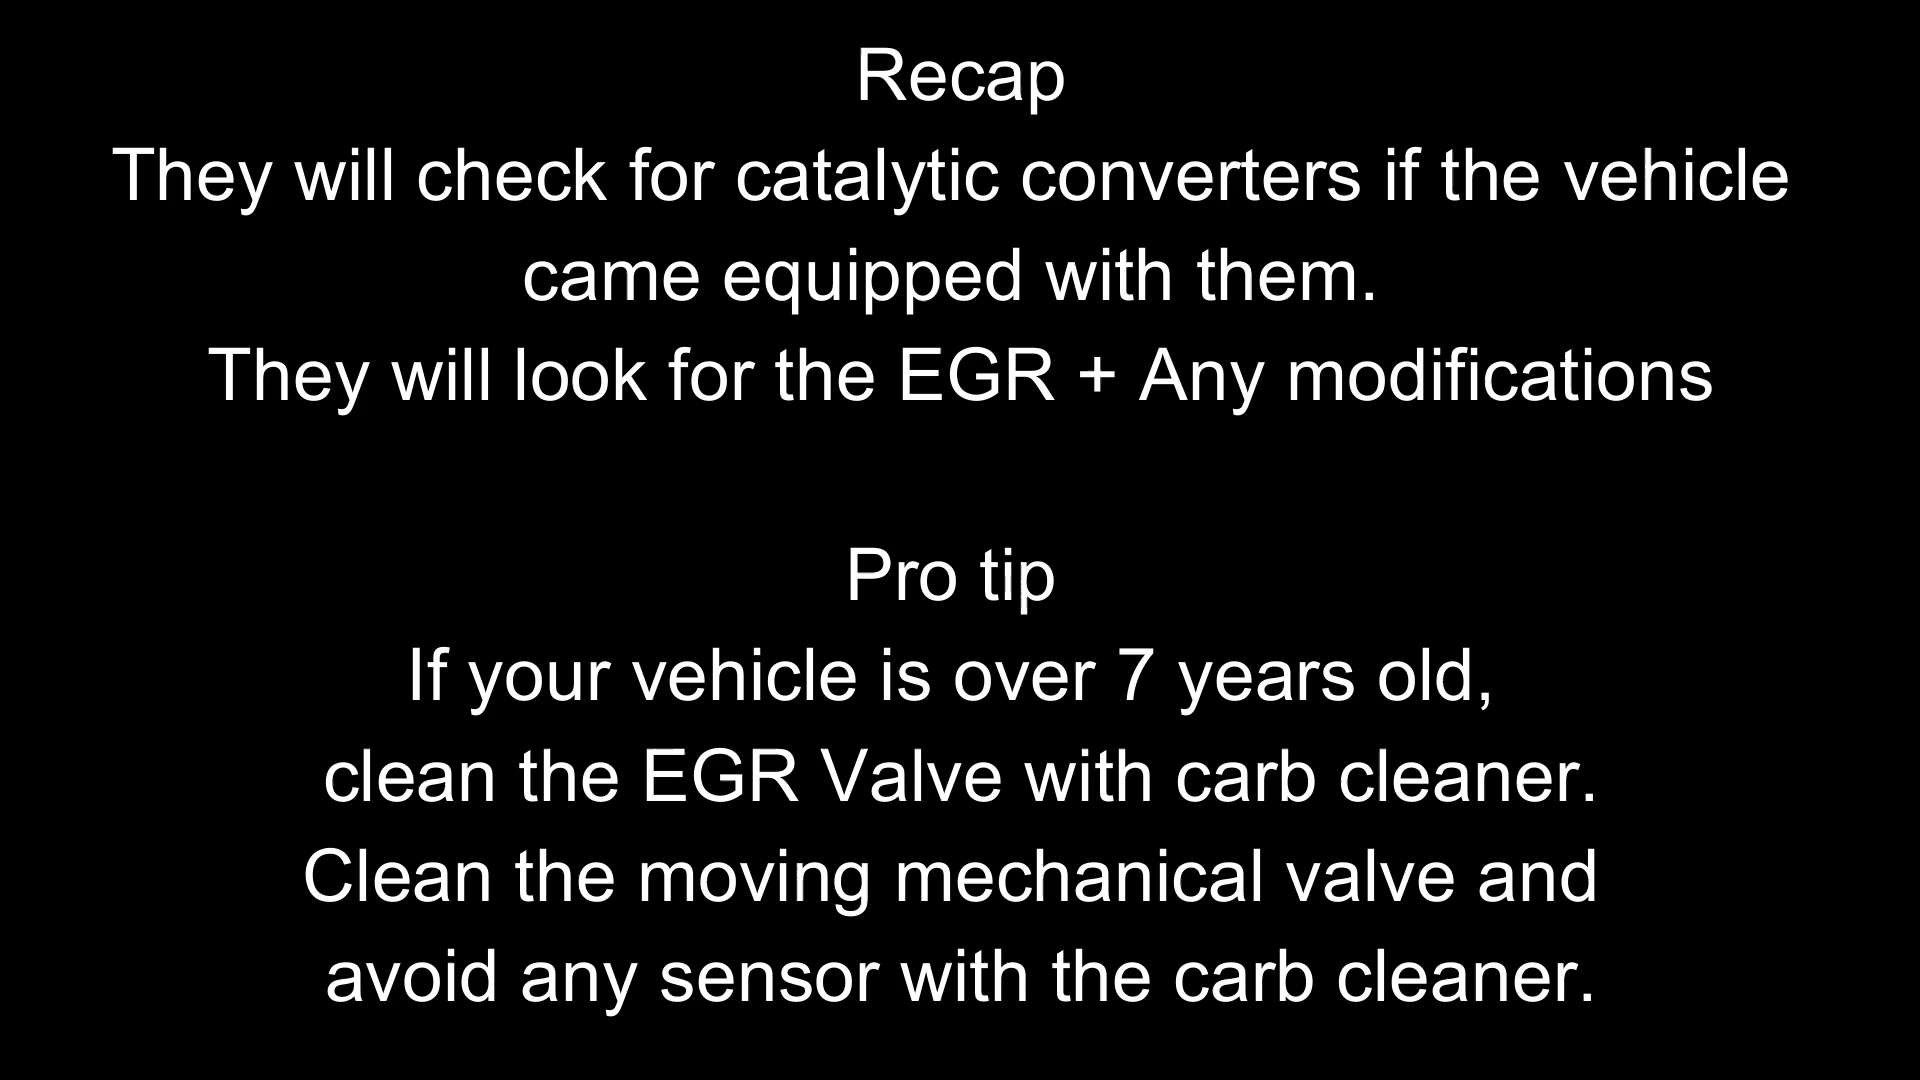 Recap
They will check for catalytic converters if the vehicle
came equipped with them.
They will look for the EGR + Any modifications
Pro tip
If your vehicle is over 7 years old,
clean the EGR Valve with carb cleaner.
Clean the moving mechanical valve and
avoid any sensor with the carb cleaner.